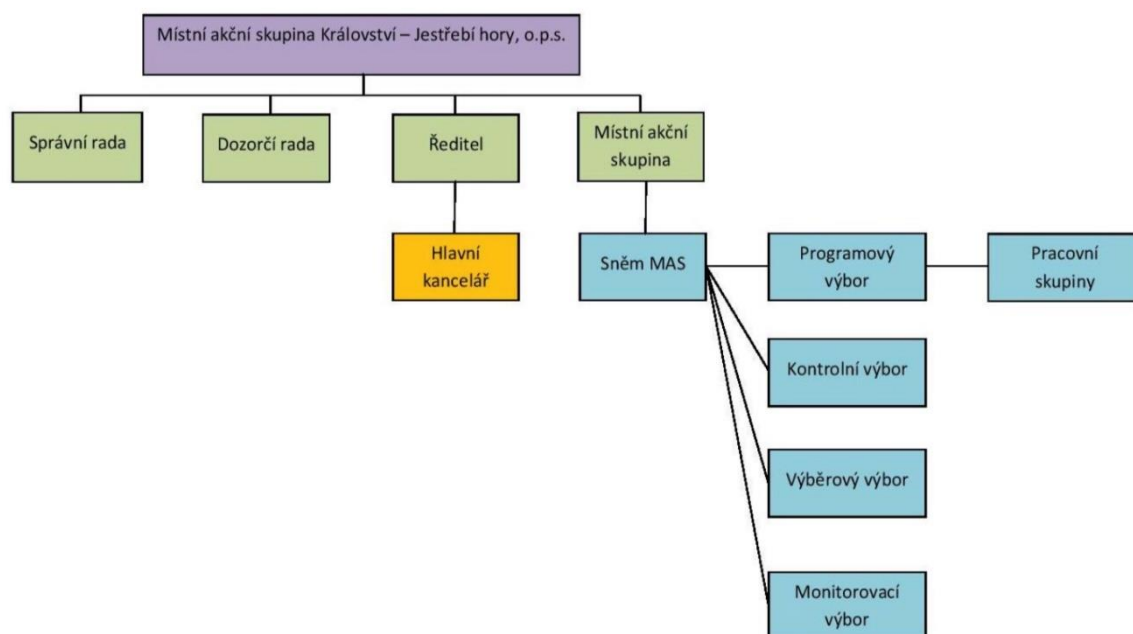 Místní akční skupina Království – Jestřebí hory, o.p.s.
Správní rada
Dozorčí rada
Ředitel
Místní akční
skupina
Hlavní
kancelář
Sněm MAS
Programový
výbor
Pracovní
skupiny
Kontrolní výbor
Výběrový výbor
Monitorovací
výbor